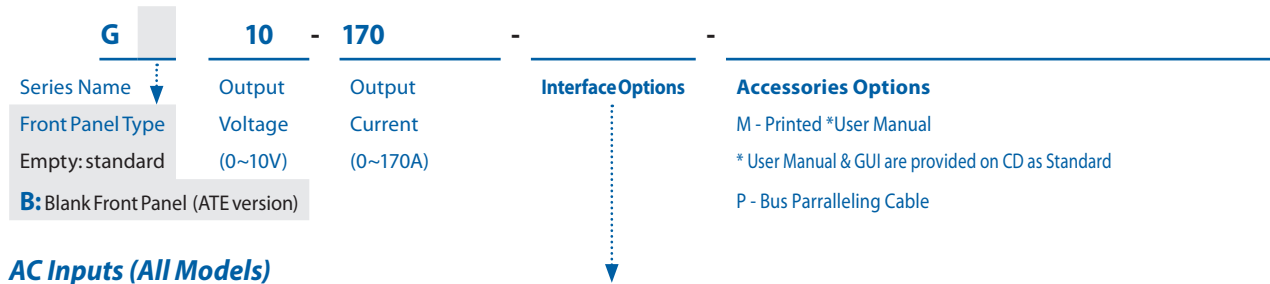 G 10 - 170 - -
Series Name Output Output Interface Options Accessories Options
Front Panel Type Voltage Current M - Printed *User Manual
Empty: standard (0~10V) (0~170A) * User Manual & GUI are provided on CD as Standard
B: Blank Front Panel (ATE version) P - Bus Parralleling Cable
AC Inputs (All Models)